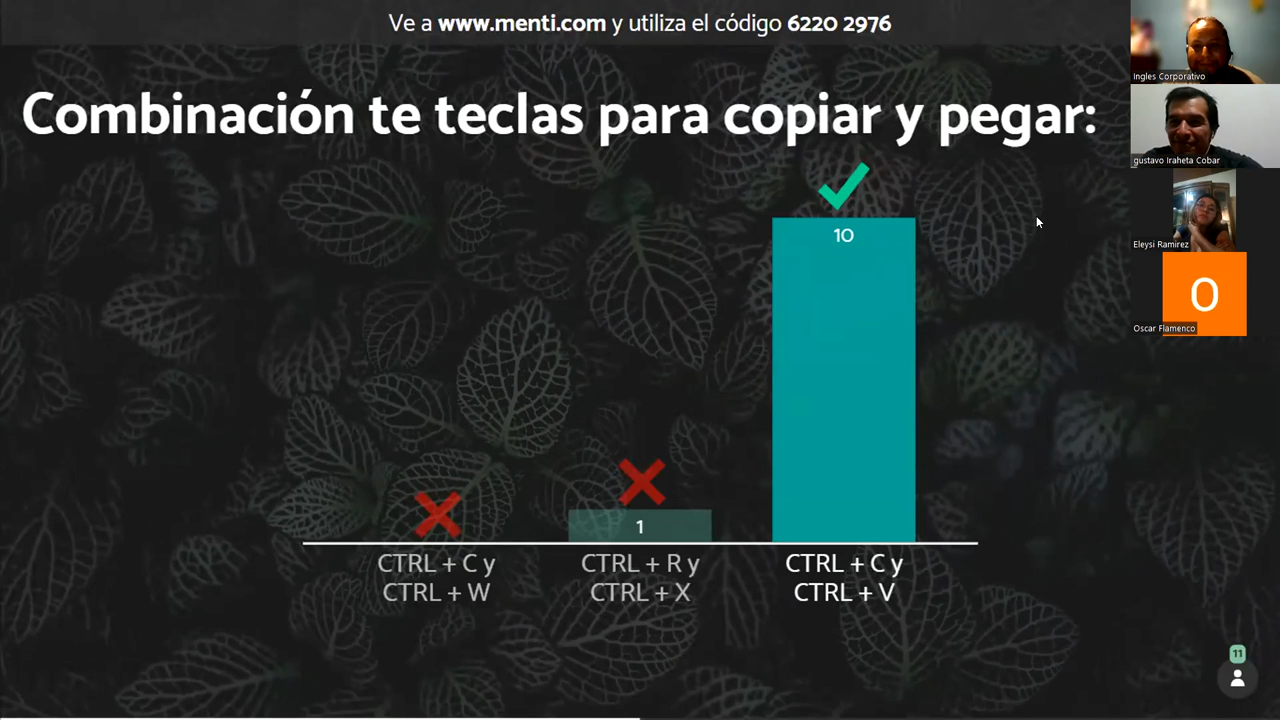 Ve a www.menti.com y utiliza el código 6220 2976
Combinación te teclas para copiar y pegar:
10
1
CTRL + C y
CTRL + W
CTRL + R y
CTRL + X
CTRL + C y
CTRL + V
Ingles Corporativo
gustavo Iraheta Cobar
Eleysi Ramirez
O
Oscar Flamenco
11